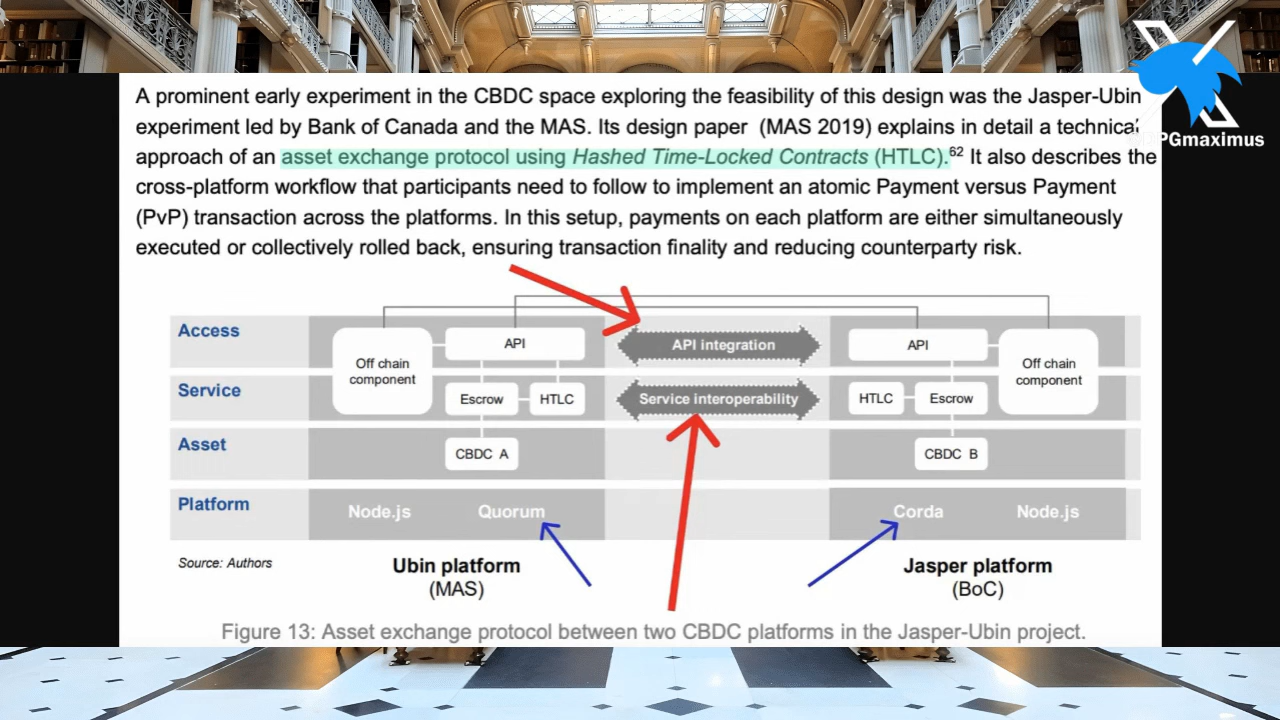 A prominent early experiment in the CBDC space exploring the feasibility of this design was the Jasper-Ubin
experiment led by Bank of Canada and the MAS. Its design paper (MAS 2019) explains in detail a technical
approach of an asset exchange protocol using Hashed Time-Locked Contracts (HTLC).62 It also describes the
cross-platform workflow that participants need to follow to implement an atomic Payment versus Payment
(PvP) transaction across the platforms. In this setup, payments on each platform are either simultaneously
executed or collectively rolled back, ensuring transaction finality and reducing counterparty risk.
Access
Off chain
component
API
API integration
API
Off chain
component
Service
Escrow
HTLC
Service interoperability
HTLC
Escrow
Asset
CBDC A
CBDC B
Platform
Node.js
Quorum
Corda
Node.js
Source: Authors
Ubin platform
(MAS)
Jasper platform
(BoC)
Figure 13: Asset exchange protocol between two CBDC platforms in the Jasper-Ubin project.